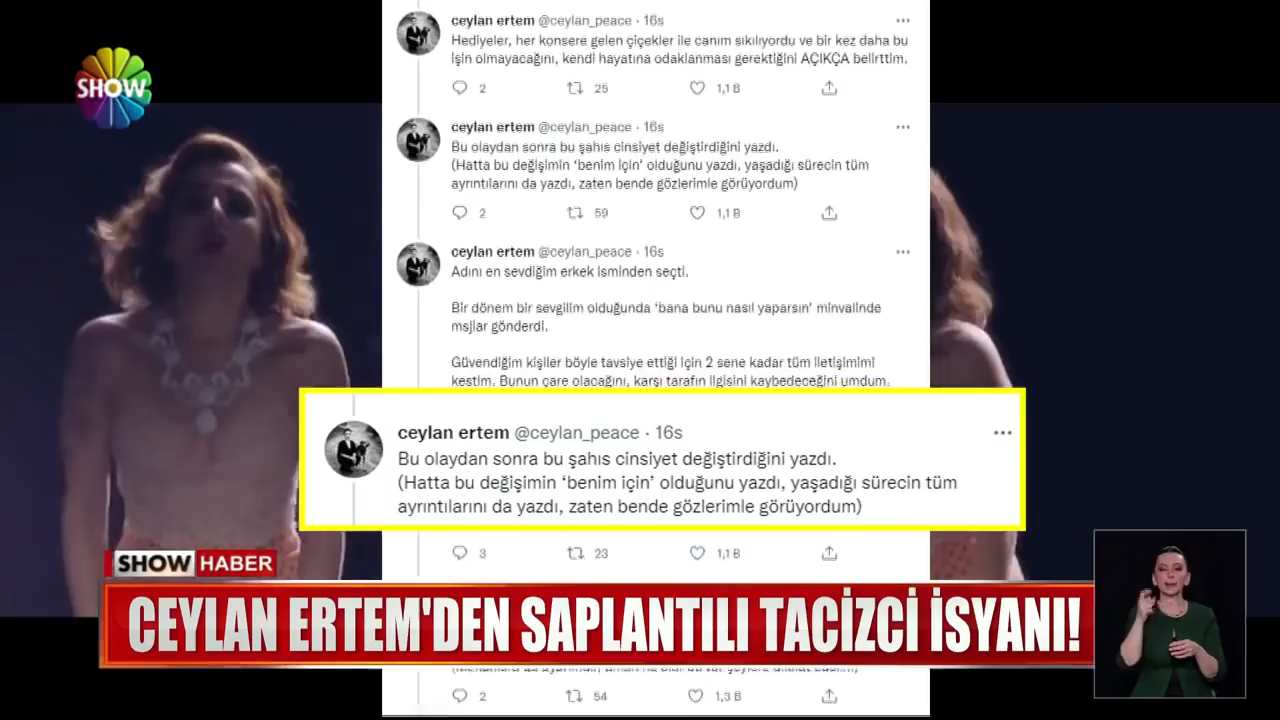 SHOW
ceylan ertem @ceylan_peace · 16s
Hediyeler, her konsere gelen çiçekler ile canım sıkılıyordu ve bir kez daha bu
işin olmayacağını, kendi hayatına odaklanması gerektiğini AÇIKÇA belirttim.
2 25 1,1 B
ceylan ertem @ceylan_peace · 16s
Bu olaydan sonra bu şahıs cinsiyet değiştirdiğini yazdı.
(Hatta bu değişimin ‘benim için’ olduğunu yazdı, yaşadığı sürecin tüm
ayrıntılarını da yazdı, zaten bende gözlerimle görüyordum)
2 59 1,1 B
ceylan ertem @ceylan_peace · 16s
Adını en sevdiğim erkek isminden seçti.
Bir dönem bir sevgilim olduğunda ‘bana bunu nasıl yaparsın’ minvalinde
msjlar gönderdi.
Güvendiğim kişiler böyle tavsiye ettiği için 2 sene kadar tüm iletişimimi
kestim. Bunun çare olacağını, karşı tarafın ilgisini kaybedeceğini umdum.
ceylan ertem @ceylan_peace · 16s
Bu olaydan sonra bu şahıs cinsiyet değiştirdiğini yazdı.
(Hatta bu değişimin ‘benim için’ olduğunu yazdı, yaşadığı sürecin tüm
ayrıntılarını da yazdı, zaten bende gözlerimle görüyordum)
3 23 1,1 B
SHOW HABER
CEYLAN ERTEM'DEN SAPLANTILI TACİZCİ İSYANI!
2 54 1,3 B